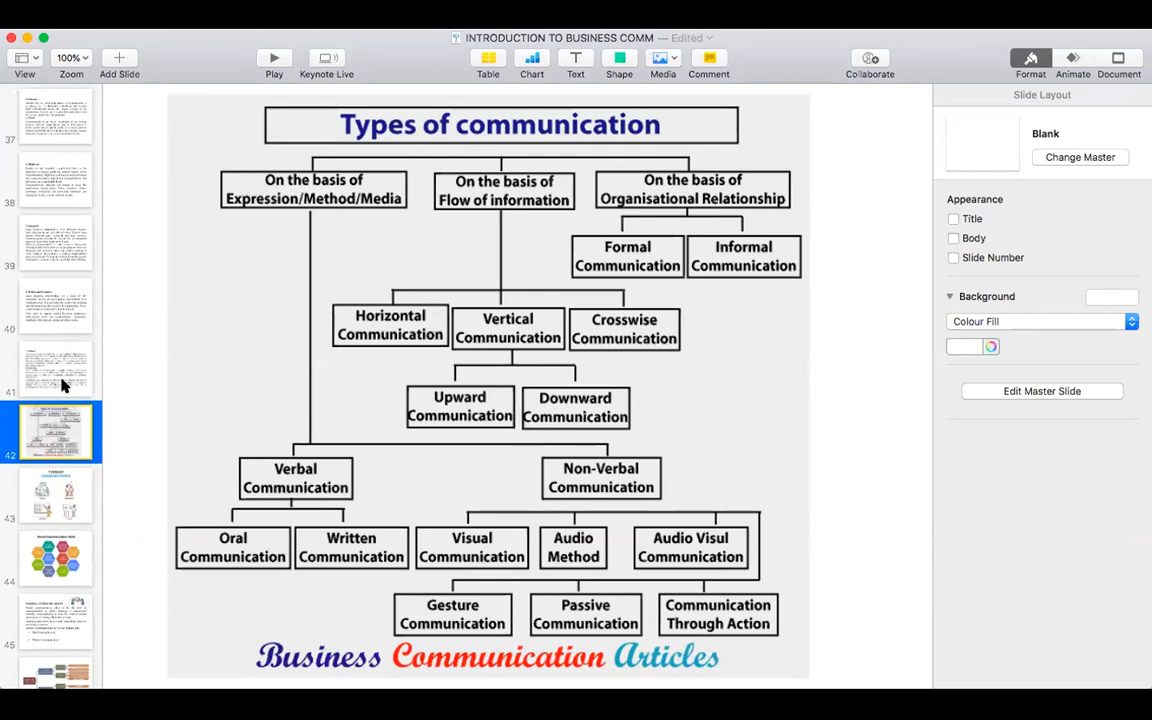 INTRODUCTION TO BUSINESS COMM — Edited
100%
View
Zoom
Add Slide
Play
Keynote Live
Table
Chart
Text
Shape
Media
Comment
Collaborate
Format
Animate
Document
37
38
39
40
41
42
43
44
45
Types of communication
On the basis of
Expression/Method/Media
On the basis of
Flow of information
On the basis of
Organisational Relationship
Formal
Communication
Informal
Communication
Horizontal
Communication
Vertical
Communication
Crosswise
Communication
Upward
Communication
Downward
Communication
Verbal
Communication
Non-Verbal
Communication
Oral
Communication
Written
Communication
Visual
Communication
Audio
Method
Audio Visul
Communication
Gesture
Communication
Passive
Communication
Communication
Through Action
Business Communication Articles
Slide Layout
Blank
Change Master
Appearance
Title
Body
Slide Number
Background
Colour Fill
Edit Master Slide